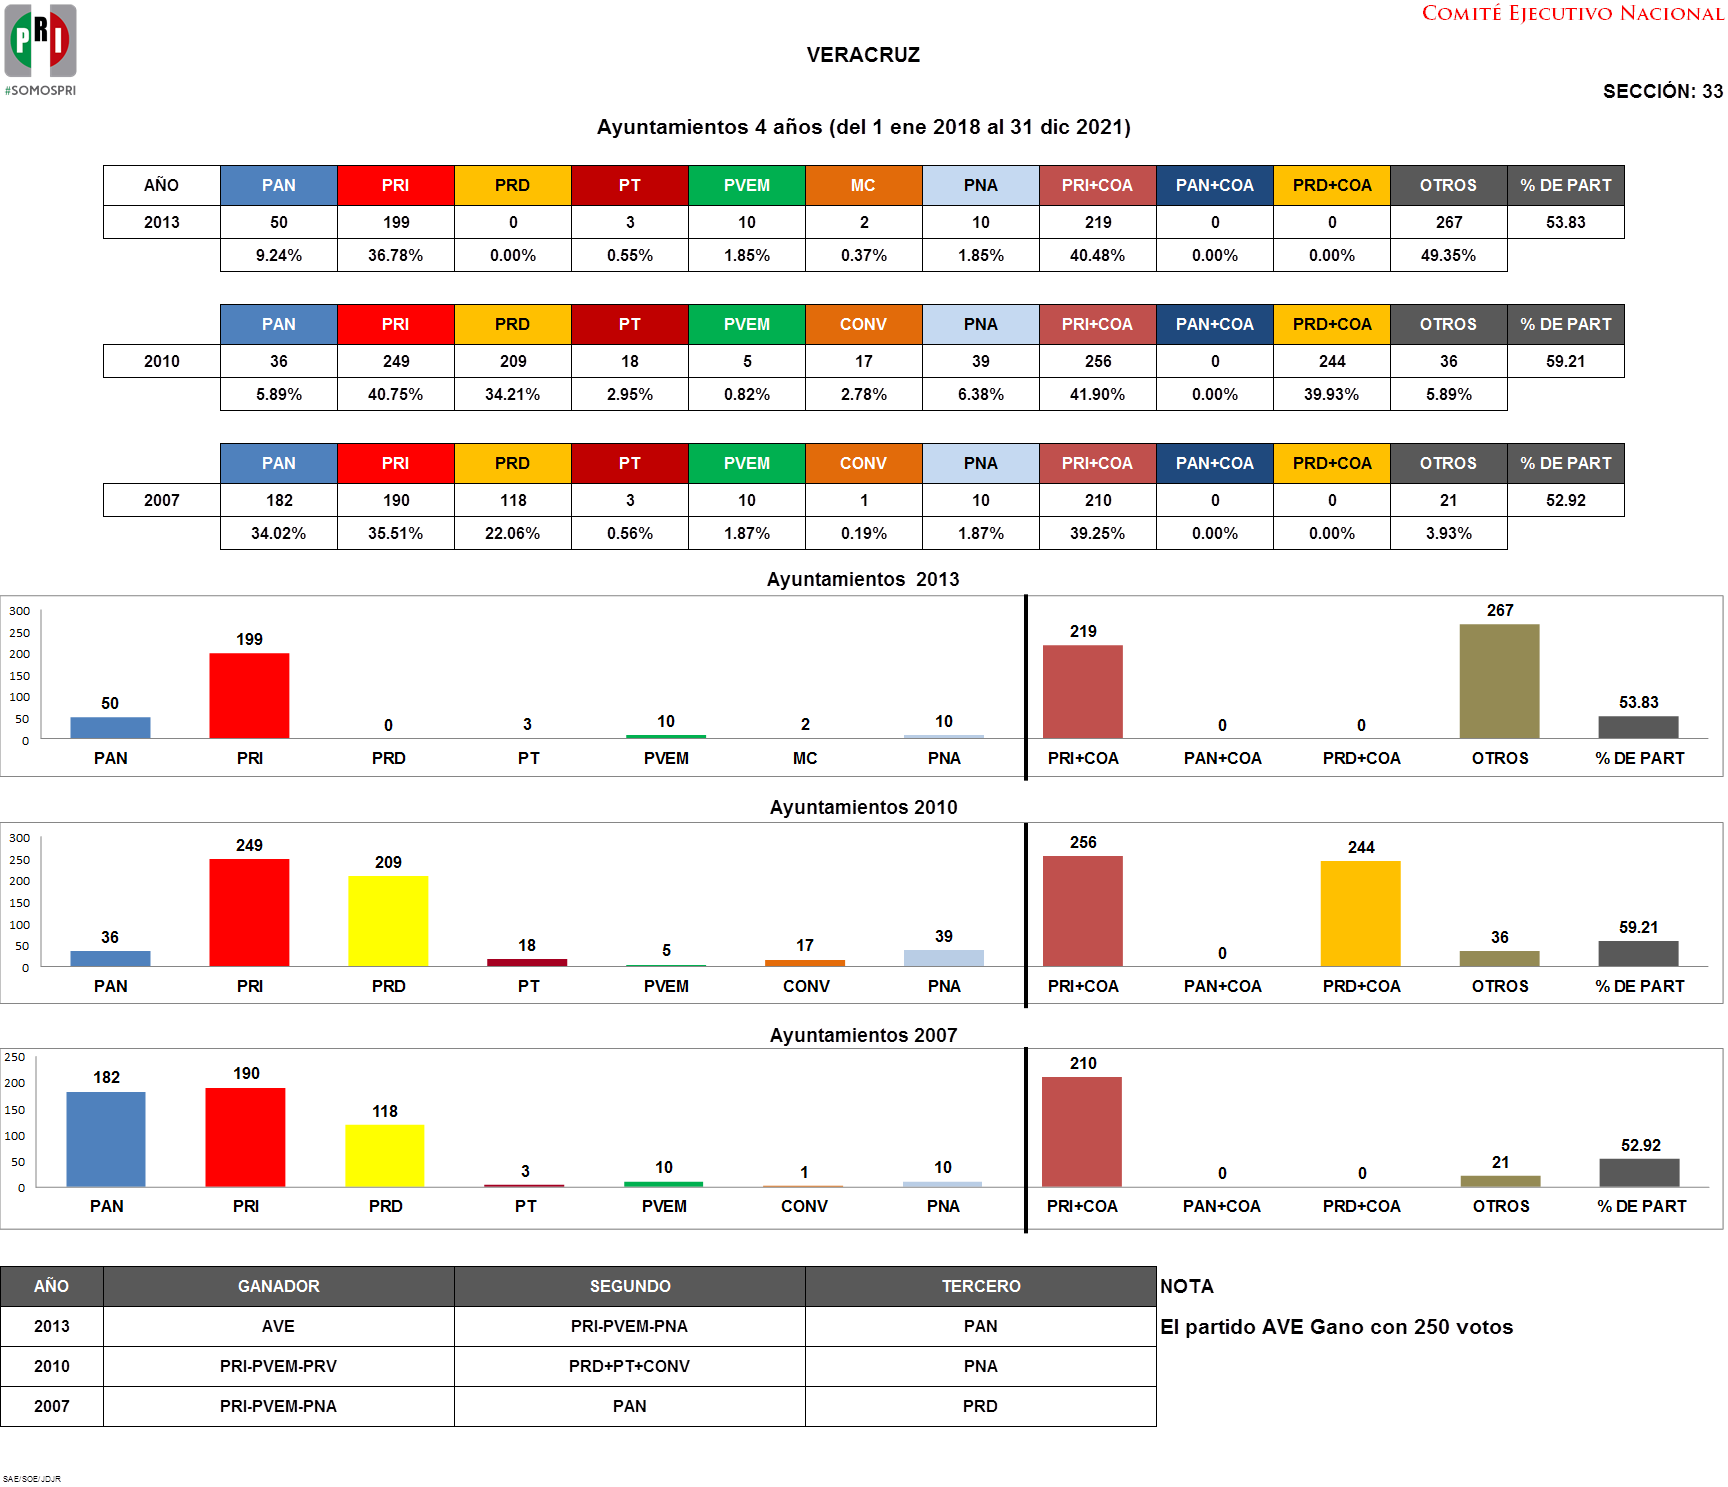 PRI
#SOMOSPRI
COMITÉ EJECUTIVO NACIONAL
VERACRUZ
SECCIÓN: 33
Ayuntamientos 4 años (del 1 ene 2018 al 31 dic 2021)
AÑO PAN PRI PRD PT PVEM MC PNA PRI+COA PAN+COA PRD+COA OTROS % DE PART
2013 50 199 0 3 10 2 10 219 0 0 267 53.83
9.24% 36.78% 0.00% 0.55% 1.85% 0.37% 1.85% 40.48% 0.00% 0.00% 49.35%
PAN PRI PRD PT PVEM CONV PNA PRI+COA PAN+COA PRD+COA OTROS % DE PART
2010 36 249 209 18 5 17 39 256 0 244 36 59.21
5.89% 40.75% 34.21% 2.95% 0.82% 2.78% 6.38% 41.90% 0.00% 39.93% 5.89%
PAN PRI PRD PT PVEM CONV PNA PRI+COA PAN+COA PRD+COA OTROS % DE PART
2007 182 190 118 3 10 1 10 210 0 0 21 52.92
34.02% 35.51% 22.06% 0.56% 1.87% 0.19% 1.87% 39.25% 0.00% 0.00% 3.93%
Ayuntamientos 2013
300
250
200
150
100
50
0
50 199 0 3 10 2 10 219 0 0 267 53.83
PAN PRI PRD PT PVEM MC PNA PRI+COA PAN+COA PRD+COA OTROS % DE PART
Ayuntamientos 2010
300
250
200
150
100
50
0
36 249 209 18 5 17 39 256 0 244 36 59.21
PAN PRI PRD PT PVEM CONV PNA PRI+COA PAN+COA PRD+COA OTROS % DE PART
Ayuntamientos 2007
250
200
150
100
50
0
182 190 118 3 10 1 10 210 0 0 21 52.92
PAN PRI PRD PT PVEM CONV PNA PRI+COA PAN+COA PRD+COA OTROS % DE PART
AÑO GANADOR SEGUNDO TERCERO NOTA
2013 AVE PRI-PVEM-PNA PAN El partido AVE Gano con 250 votos
2010 PRI-PVEM-PRV PRD+PT+CONV PNA
2007 PRI-PVEM-PNA PAN PRD
SAE/SOE/JDJR